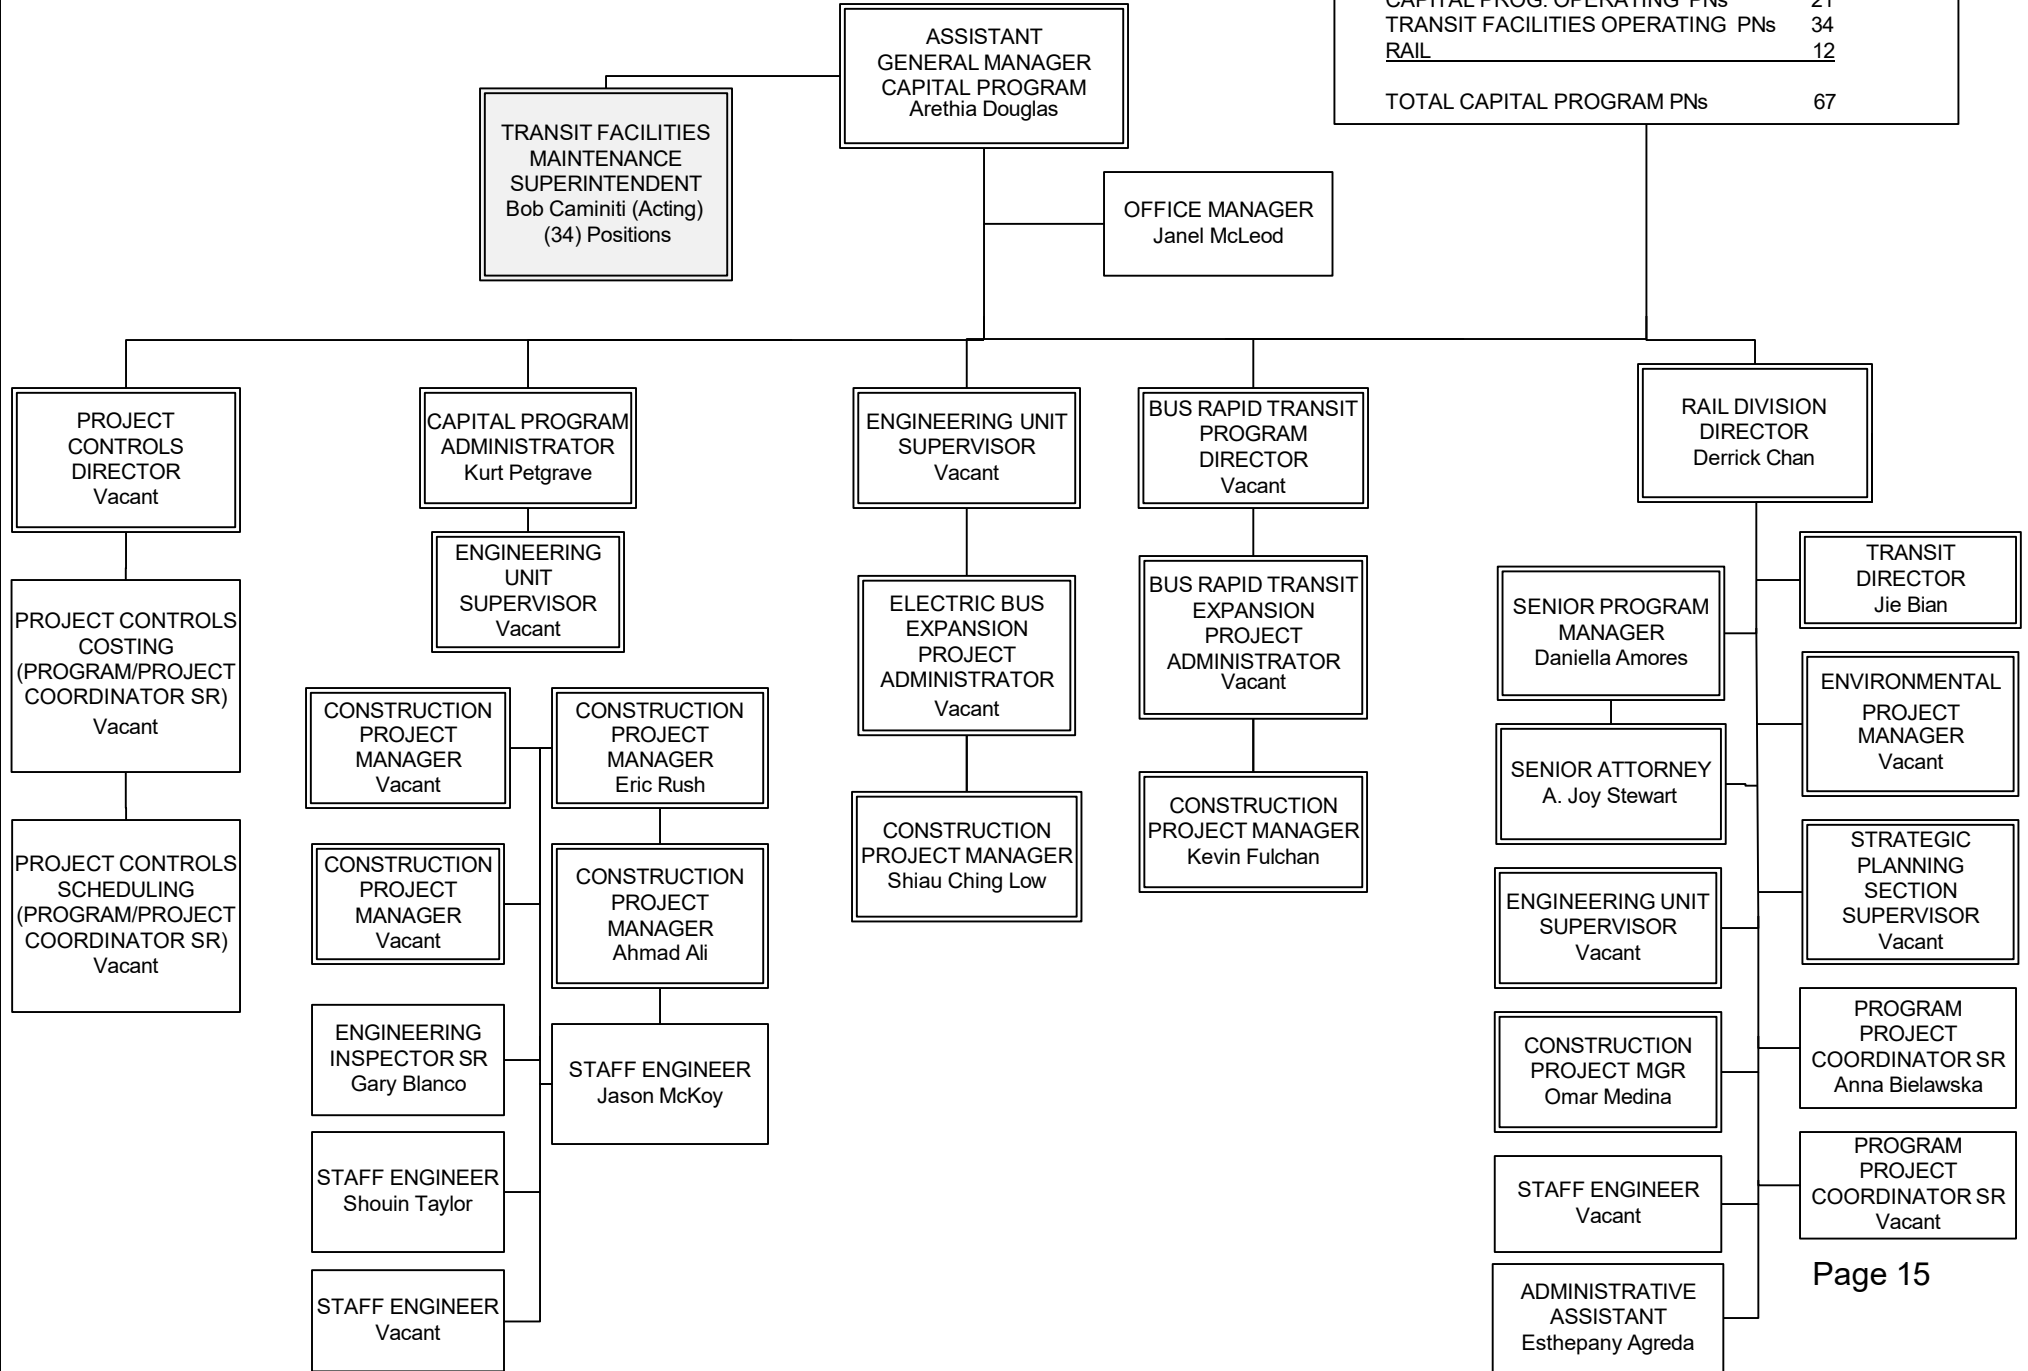 CAPITAL PROG. OPERATING PNs 21
TRANSIT FACILITIES OPERATING PNs 34
RAIL 12
TOTAL CAPITAL PROGRAM PNs 67
ASSISTANT
GENERAL MANAGER
CAPITAL PROGRAM
Arethia Douglas
TRANSIT FACILITIES
MAINTENANCE
SUPERINTENDENT
Bob Caminiti (Acting)
(34) Positions
OFFICE MANAGER
Janel McLeod
PROJECT
CONTROLS
DIRECTOR
Vacant
PROJECT CONTROLS
COSTING
(PROGRAM/PROJECT
COORDINATOR SR)
Vacant
PROJECT CONTROLS
SCHEDULING
(PROGRAM/PROJECT
COORDINATOR SR)
Vacant
CAPITAL PROGRAM
ADMINISTRATOR
Kurt Petgrave
ENGINEERING
UNIT
SUPERVISOR
Vacant
CONSTRUCTION
PROJECT
MANAGER
Vacant
CONSTRUCTION
PROJECT
MANAGER
Eric Rush
CONSTRUCTION
PROJECT
MANAGER
Vacant
CONSTRUCTION
PROJECT
MANAGER
Ahmad Ali
ENGINEERING
INSPECTOR SR
Gary Blanco
STAFF ENGINEER
Jason McKoy
STAFF ENGINEER
Shouin Taylor
STAFF ENGINEER
Vacant
ENGINEERING UNIT
SUPERVISOR
Vacant
ELECTRIC BUS
EXPANSION
PROJECT
ADMINISTRATOR
Vacant
CONSTRUCTION
PROJECT MANAGER
Shiau Ching Low
BUS RAPID TRANSIT
PROGRAM
DIRECTOR
Vacant
BUS RAPID TRANSIT
EXPANSION
PROJECT
ADMINISTRATOR
Vacant
CONSTRUCTION
PROJECT MANAGER
Kevin Fulchan
RAIL DIVISION
DIRECTOR
Derrick Chan
SENIOR PROGRAM
MANAGER
Daniella Amores
SENIOR ATTORNEY
A. Joy Stewart
ENGINEERING UNIT
SUPERVISOR
Vacant
CONSTRUCTION
PROJECT MGR
Omar Medina
STAFF ENGINEER
Vacant
ADMINISTRATIVE
ASSISTANT
Esthepany Agreda
TRANSIT
DIRECTOR
Jie Bian
ENVIRONMENTAL
PROJECT
MANAGER
Vacant
STRATEGIC
PLANNING
SECTION
SUPERVISOR
Vacant
PROGRAM
PROJECT
COORDINATOR SR
Anna Bielawska
PROGRAM
PROJECT
COORDINATOR SR
Vacant
Page 15